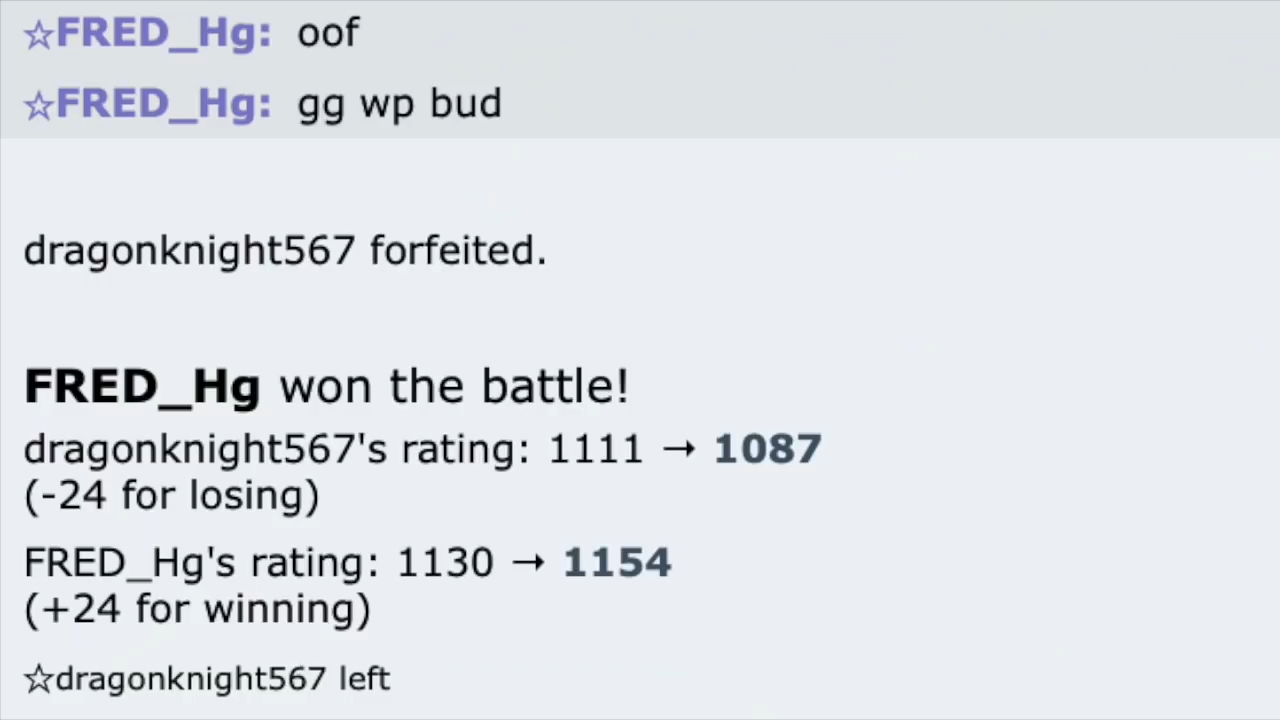 ☆FRED_Hg: oof
☆FRED_Hg: gg wp bud
dragonknight567 forfeited.
FRED_Hg won the battle!
dragonknight567's rating: 1111 → 1087
(-24 for losing)
FRED_Hg's rating: 1130 → 1154
(+24 for winning)
☆dragonknight567 left